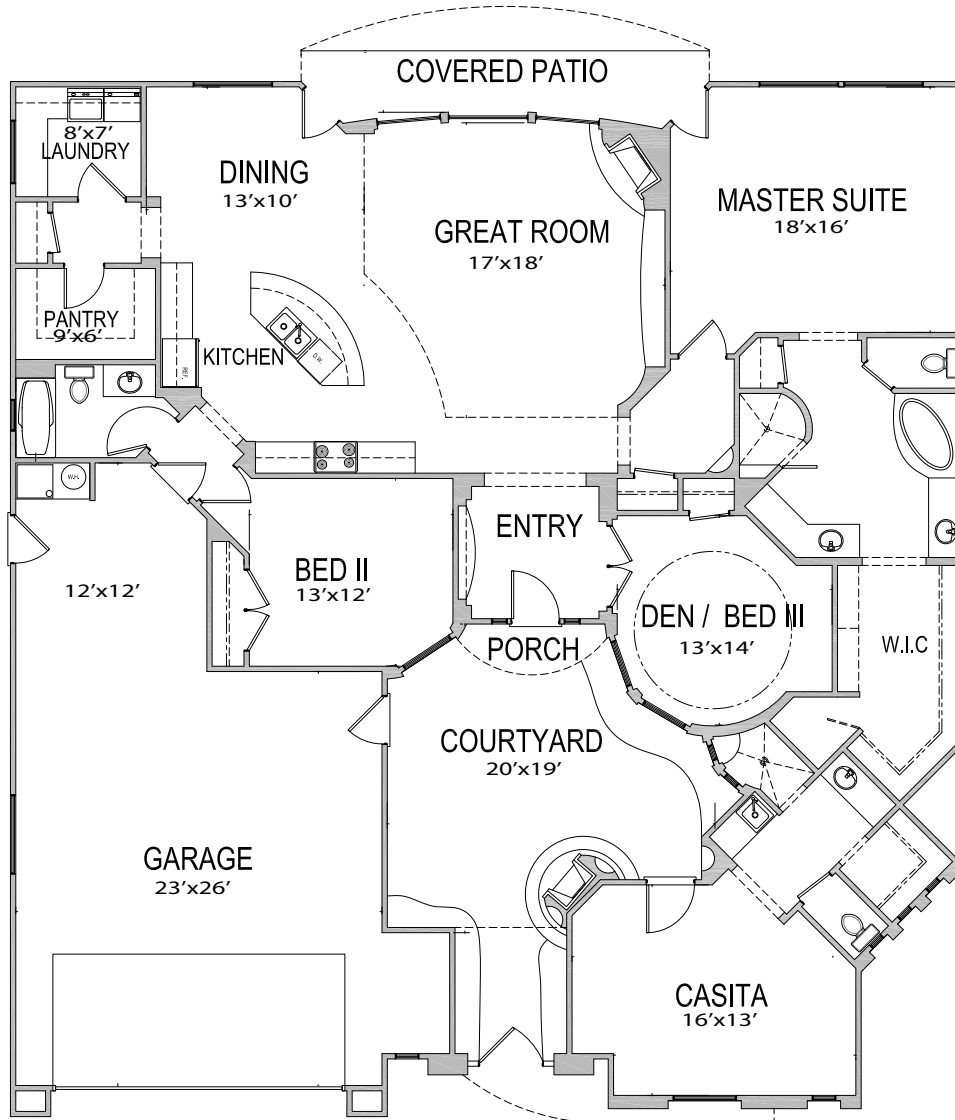 COVERED PATIO
8'x7'
LAUNDRY
DINING
13'x10'
GREAT ROOM
17'x18'
MASTER SUITE
18'x16'
PANTRY
9'x6'
KITCHEN
D.W.
REF.
W.H.
ENTRY
12'x12'
BED II
13'x12'
DEN / BED III
13'x14'
W.I.C
PORCH
COURTYARD
20'x19'
GARAGE
23'x26'
CASITA
16'x13'